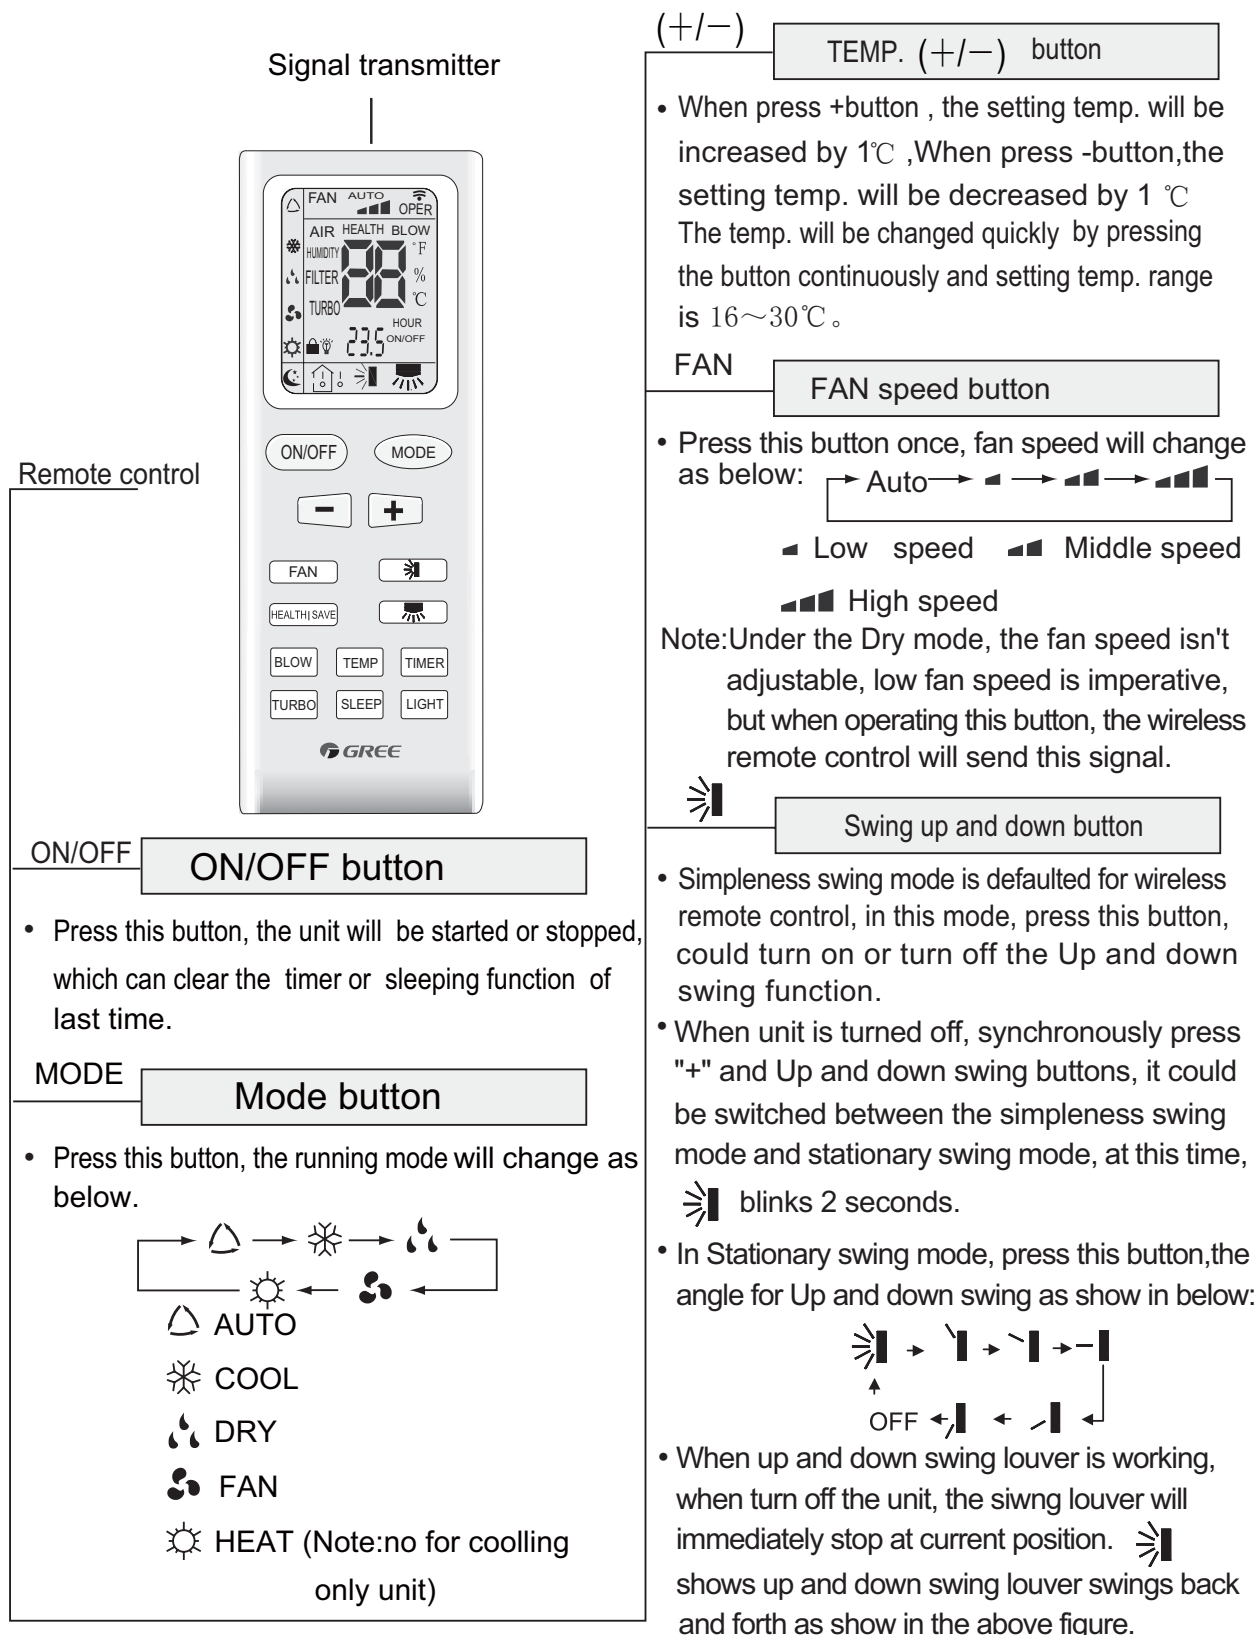 Signal transmitter
FAN AUTO OPER
AIR HEALTH BLOW
HUMIDITY °F
FILTER %
TURBO ℃
HOUR
23.5 ON/OFF
ON/OFF MODE
- +
FAN
HEALTH|SAVE
BLOW TEMP TIMER
TURBO SLEEP LIGHT
GREE
Remote control
ON/OFF
ON/OFF button
• Press this button, the unit will be started or stopped,
which can clear the timer or sleeping function of
last time.
MODE
Mode button
• Press this button, the running mode will change as
below.
AUTO
COOL
DRY
FAN
HEAT (Note:no for coolling
only unit)
(+/-)
TEMP. (+/-) button
• When press +button , the setting temp. will be
increased by 1℃ ,When press -button,the
setting temp. will be decreased by 1 ℃
The temp. will be changed quickly by pressing
the button continuously and setting temp. range
is 16～30℃。
FAN
FAN speed button
• Press this button once, fan speed will change
as below:
Auto
Low speed Middle speed
High speed
Note:Under the Dry mode, the fan speed isn't
adjustable, low fan speed is imperative,
but when operating this button, the wireless
remote control will send this signal.
Swing up and down button
• Simpleness swing mode is defaulted for wireless
remote control, in this mode, press this button,
could turn on or turn off the Up and down
swing function.
• When unit is turned off, synchronously press
"+" and Up and down swing buttons, it could
be switched between the simpleness swing
mode and stationary swing mode, at this time,
blinks 2 seconds.
• In Stationary swing mode, press this button,the
angle for Up and down swing as show in below:
OFF
• When up and down swing louver is working,
when turn off the unit, the siwng louver will
immediately stop at current position.
shows up and down swing louver swings back
and forth as show in the above figure.